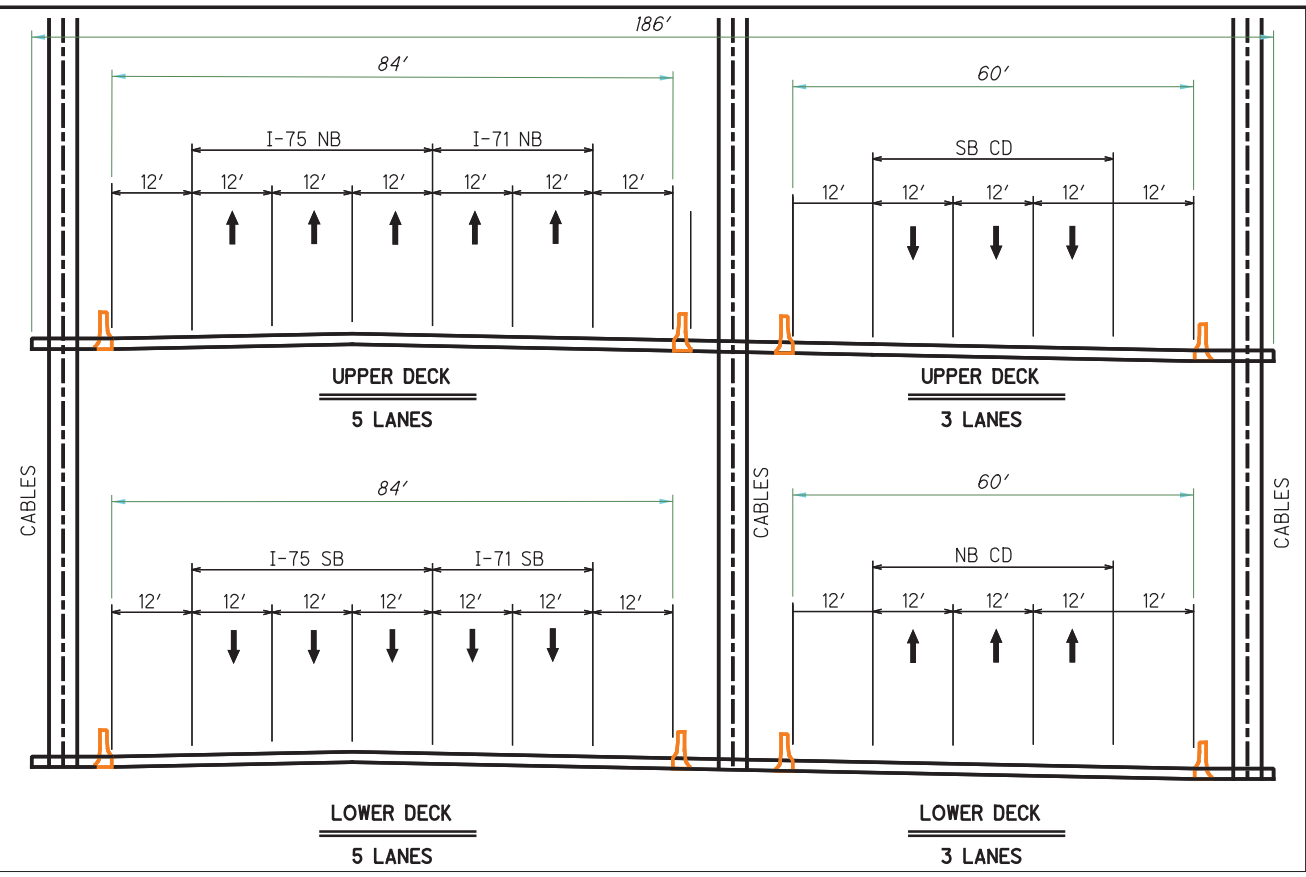 186′
84′
60′
I-75 NB I-71 NB
SB CD
12′ 12′ 12′ 12′ 12′ 12′ 12′
12′ 12′ 12′ 12′ 12′
UPPER DECK
5 LANES
UPPER DECK
3 LANES
CABLES
CABLES
CABLES
84′
60′
I-75 SB I-71 SB
NB CD
12′ 12′ 12′ 12′ 12′ 12′ 12′
12′ 12′ 12′ 12′ 12′
LOWER DECK
5 LANES
LOWER DECK
3 LANES